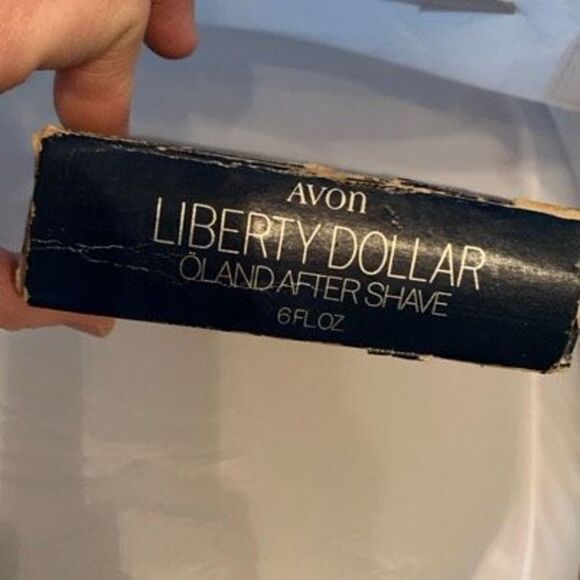 AVON
LIBERTY DOLLAR
ÖLAND AFTER SHAVE
6 FL OZ